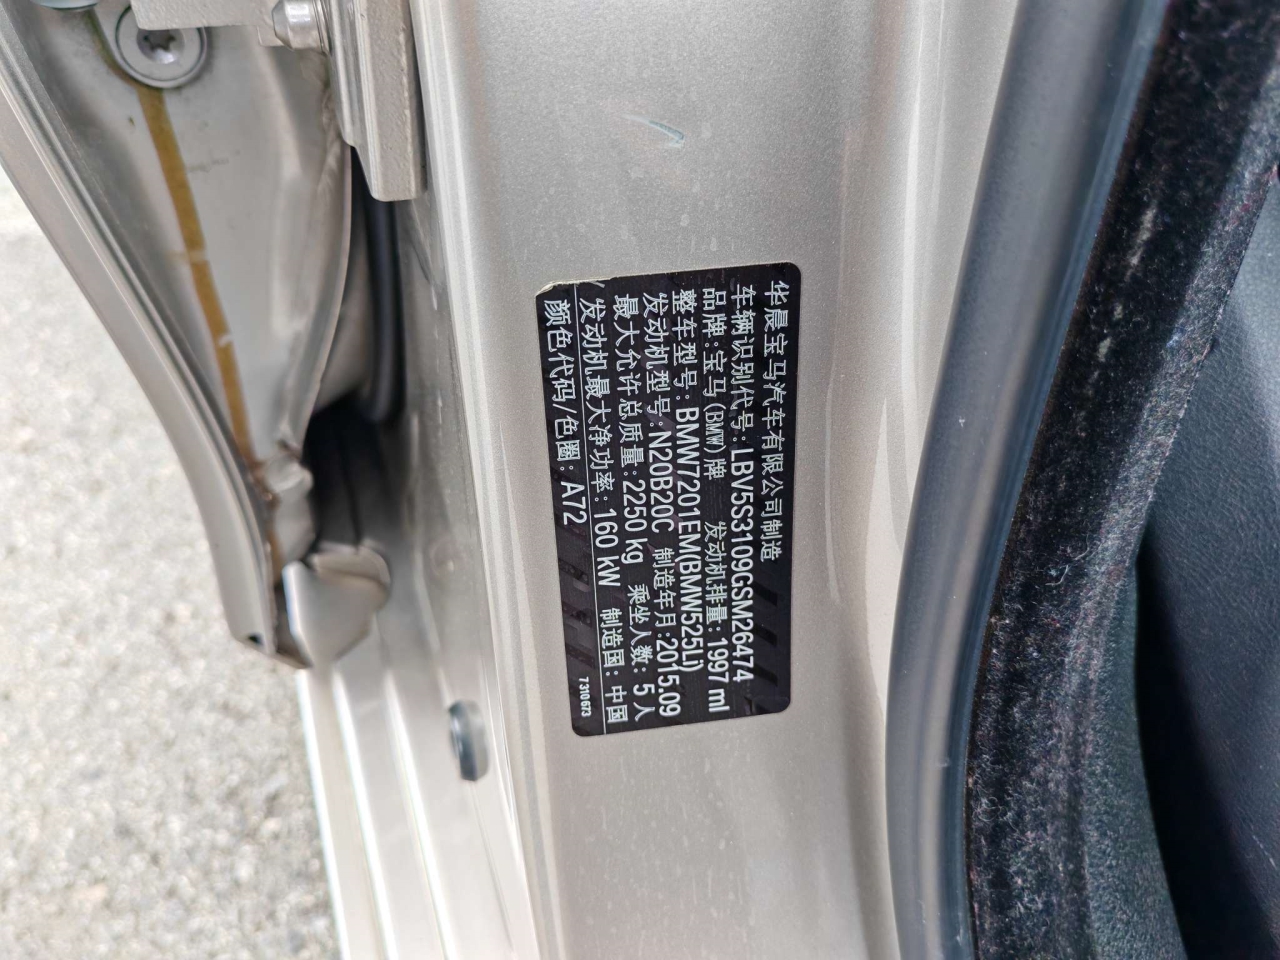 华晨宝马汽车有限公司制造
车辆识别代号:LBV5S3109GSM26474
品牌:宝马(BMW)牌 发动机排量:1997 ml
整车型号:BMW7201EM(BMW525Li)
发动机型号:N20B20C 制造年月:2015.09
最大允许总质量:2250 kg 乘坐人数: 5人
发动机最大净功率:160 kW 制造国:中国
颜色代码/色圈:A72 7310673